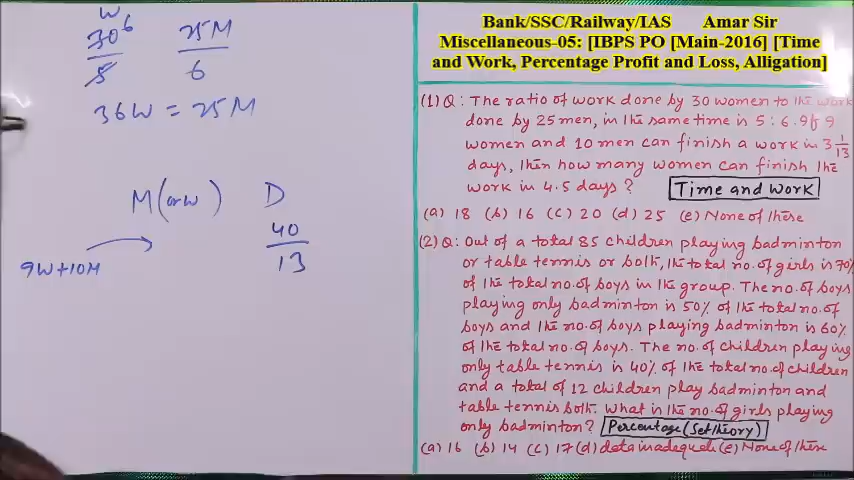 W
30 6 25M
5 6
36W = 25M
M(orw) D
40
9W+10M
13
Bank/SSC/Railway/IAS Amar Sir
Miscellaneous-05: [IBPS PO [Main-2016] [Time
and Work, Percentage Profit and Loss, Alligation]
(1) Q: The ratio of work done by 30 women to the work
done by 25 men, in the same time is 5:6. If 9
women and 10 men can finish a work in 3 1/13
days, then how many women can finish the
work in 4.5 days? Time and Work
(a) 18 (b) 16 (c) 20 (d) 25 (e) None of these
(2) Q: Out of a total 85 children playing badminton
or table tennis or both, the total no. of girls is 70%
of the total no. of boys in the group. The no. of boys
playing only badminton is 50% of the total no. of
boys and the no. of boys playing badminton is 60%
of the total no. of boys. The no. of children playing
only table tennis is 40% of the total no. of children
and a total of 12 children play badminton and
table tennis both. What is the no. of girls playing
only badminton? Percentage (Set theory)
(a) 16 (b) 14 (c) 17 (d) data inadequate (e) None of these